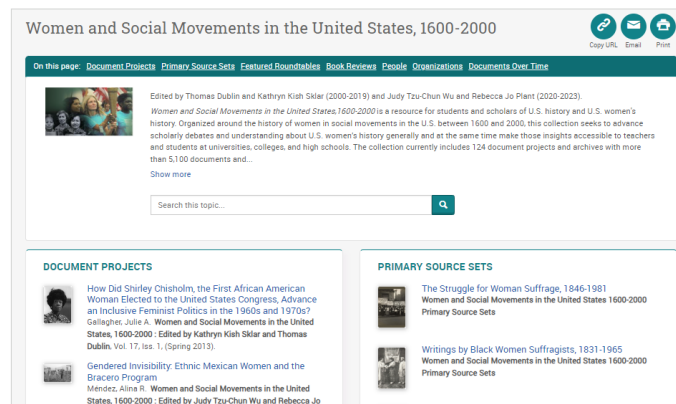 Women and Social Movements in the United States, 1600-2000
Copy URL Email Print
On this page: Document Projects Primary Source Sets Featured Roundtables Book Reviews People Organizations Documents Over Time
Edited by Thomas Dublin and Kathryn Kish Sklar (2000-2019) and Judy Tzu-Chun Wu and Rebecca Jo Plant (2020-2023).
Women and Social Movements in the United States,1600-2000 is a resource for students and scholars of U.S. history and U.S. women's
history. Organized around the history of women in social movements in the U.S. between 1600 and 2000, this collection seeks to advance
scholarly debates and understanding about U.S. women's history generally and at the same time make those insights accessible to teachers
and students at universities, colleges, and high schools. The collection currently includes 124 document projects and archives with more
than 5,100 documents and...
Show more
Search this topic...
DOCUMENT PROJECTS
How Did Shirley Chisholm, the First African American
Woman Elected to the United States Congress, Advance
an Inclusive Feminist Politics in the 1960s and 1970s?
Gallagher, Julie A. Women and Social Movements in the United
States, 1600-2000 : Edited by Kathryn Kish Sklar and Thomas
Dublin, Vol. 17, Iss. 1, (Spring 2013).
Gendered Invisibility: Ethnic Mexican Women and the
Bracero Program
Méndez, Alina R. Women and Social Movements in the United
States, 1600-2000 : Edited by Judy Tzu-Chun Wu and Rebecca Jo
PRIMARY SOURCE SETS
The Struggle for Woman Suffrage, 1846-1981
Women and Social Movements in the United States 1600-2000
Primary Source Sets
Writings by Black Women Suffragists, 1831-1965
Women and Social Movements in the United States 1600-2000
Primary Source Sets